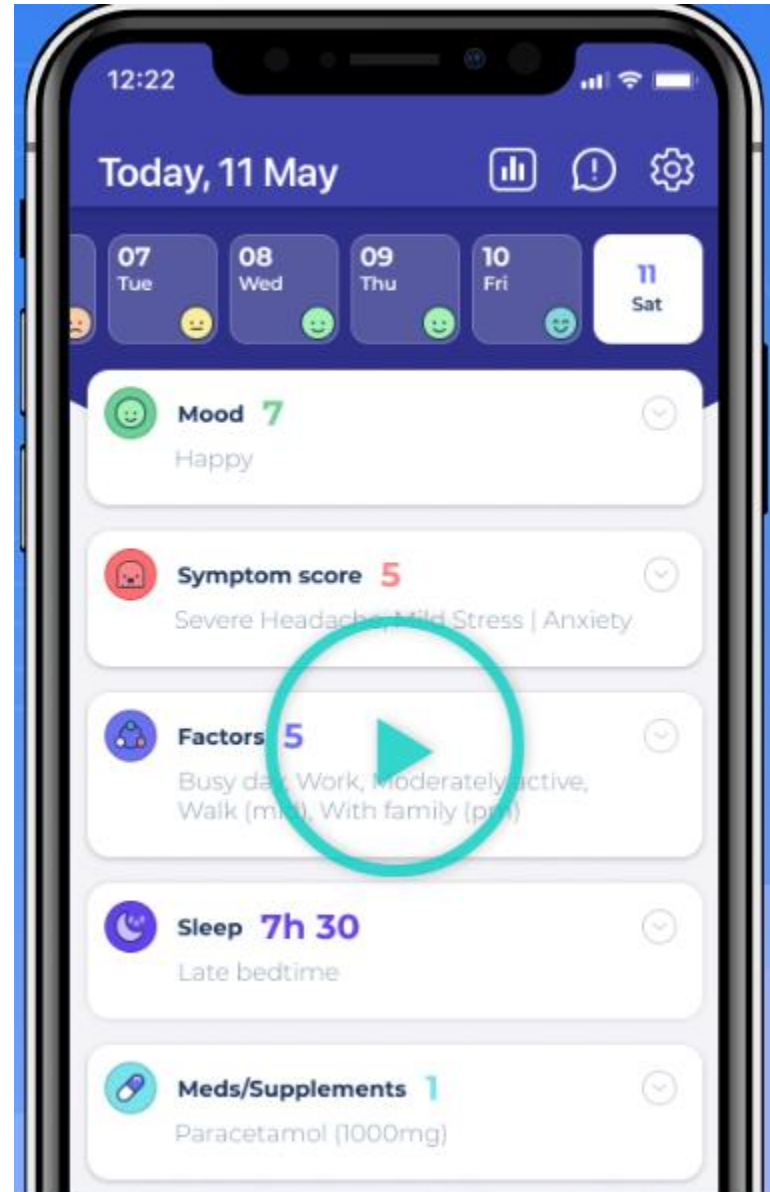 12:22
Today, 11 May
07 08 09 10 11
Tue Wed Thu Fri Sat
Mood 7
Happy
Symptom score 5
Severe Headache, Mild Stress | Anxiety
Factors 5
Busy day, Work, Moderately active,
Walk (mid), With family (pm)
Sleep 7h 30
Late bedtime
Meds/Supplements 1
Paracetamol (1000mg)